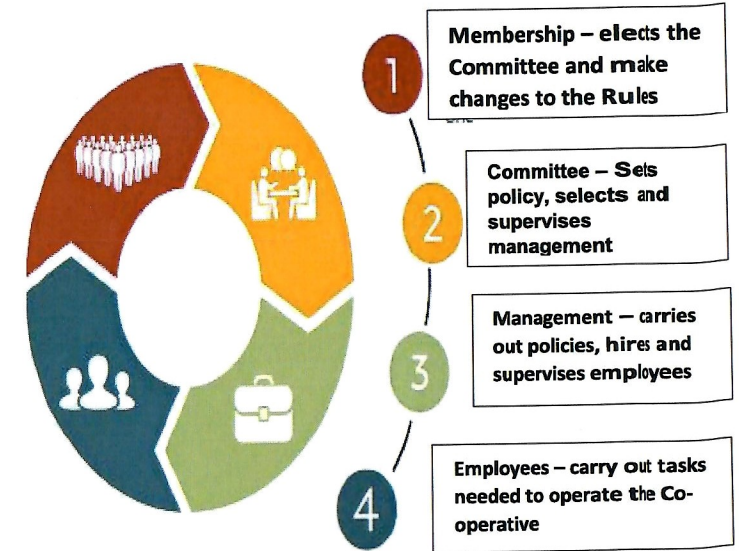 1
Membership – elects the
Committee and make
changes to the Rules
2
Committee – Sets
policy, selects and
supervises
management
3
Management – carries
out policies, hires and
supervises employees
4
Employees – carry out tasks
needed to operate the Co-
operative